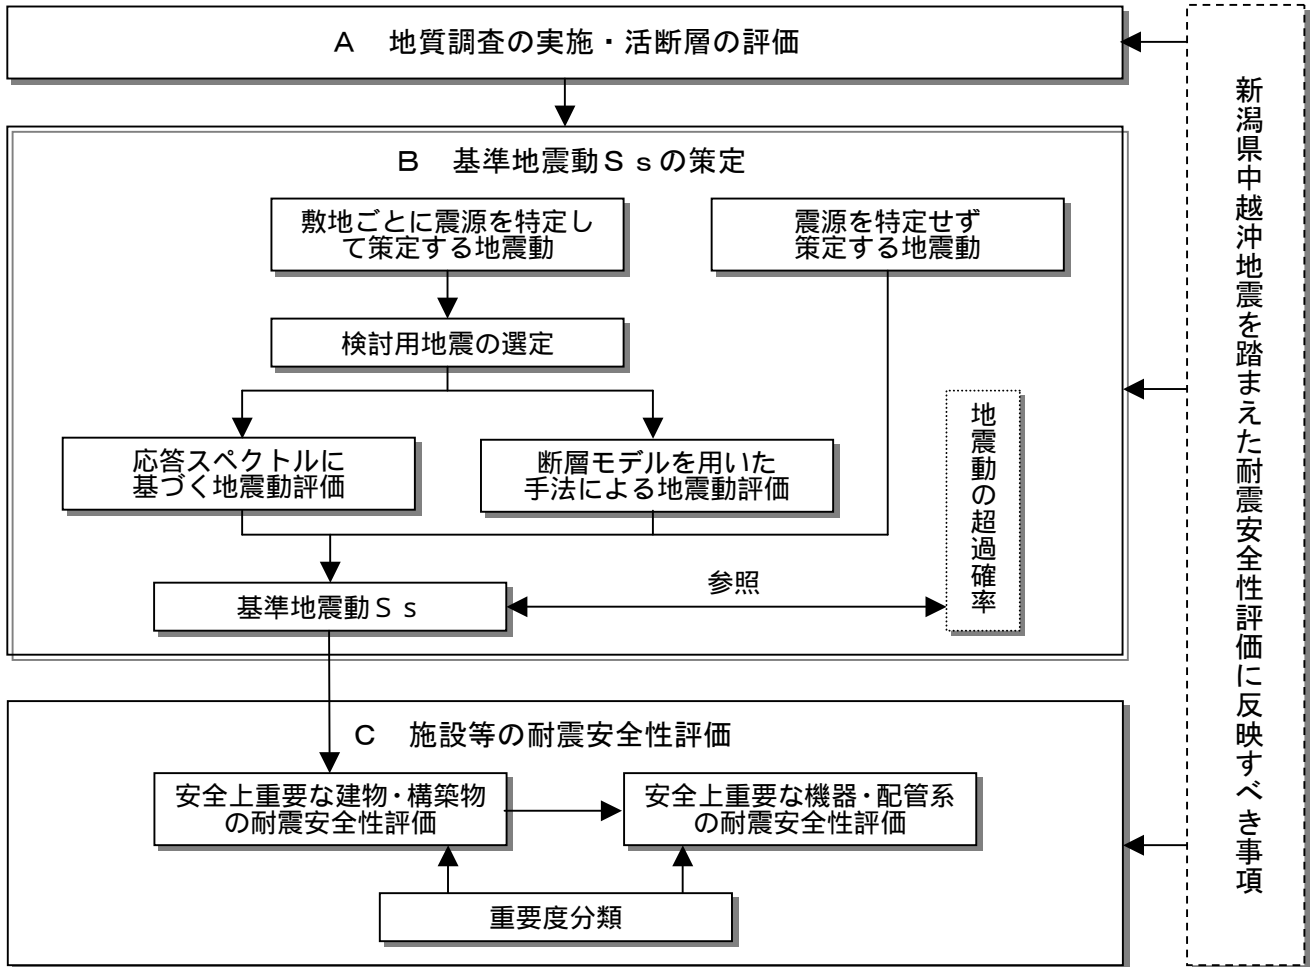 Ａ　地質調査の実施・活断層の評価
Ｂ　基準地震動Ｓｓの策定
敷地ごとに震源を特定し
て策定する地震動
震源を特定せず
策定する地震動
検討用地震の選定
応答スペクトルに
基づく地震動評価
断層モデルを用いた
手法による地震動評価
地震動の超過確率
参照
基準地震動Ｓｓ
Ｃ　施設等の耐震安全性評価
安全上重要な建物・構築物
の耐震安全性評価
安全上重要な機器・配管系
の耐震安全性評価
重要度分類
新潟県中越沖地震を踏まえた耐震安全性評価に反映すべき事項